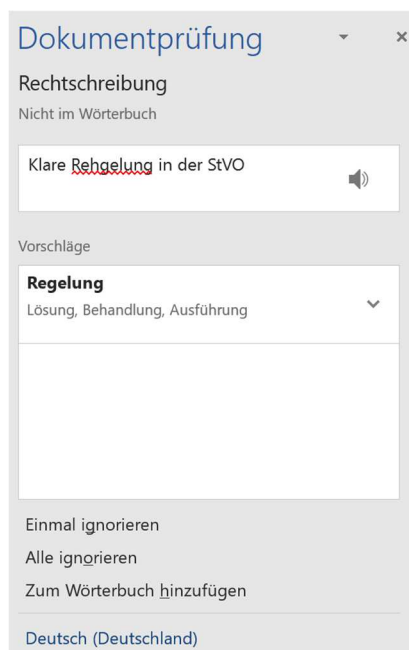 Dokumentprüfung
Rechtschreibung
Nicht im Wörterbuch
Klare Rehgelung in der StVO
Vorschläge
Regelung
Lösung, Behandlung, Ausführung
Einmal ignorieren
Alle ignorieren
Zum Wörterbuch hinzufügen
Deutsch (Deutschland)